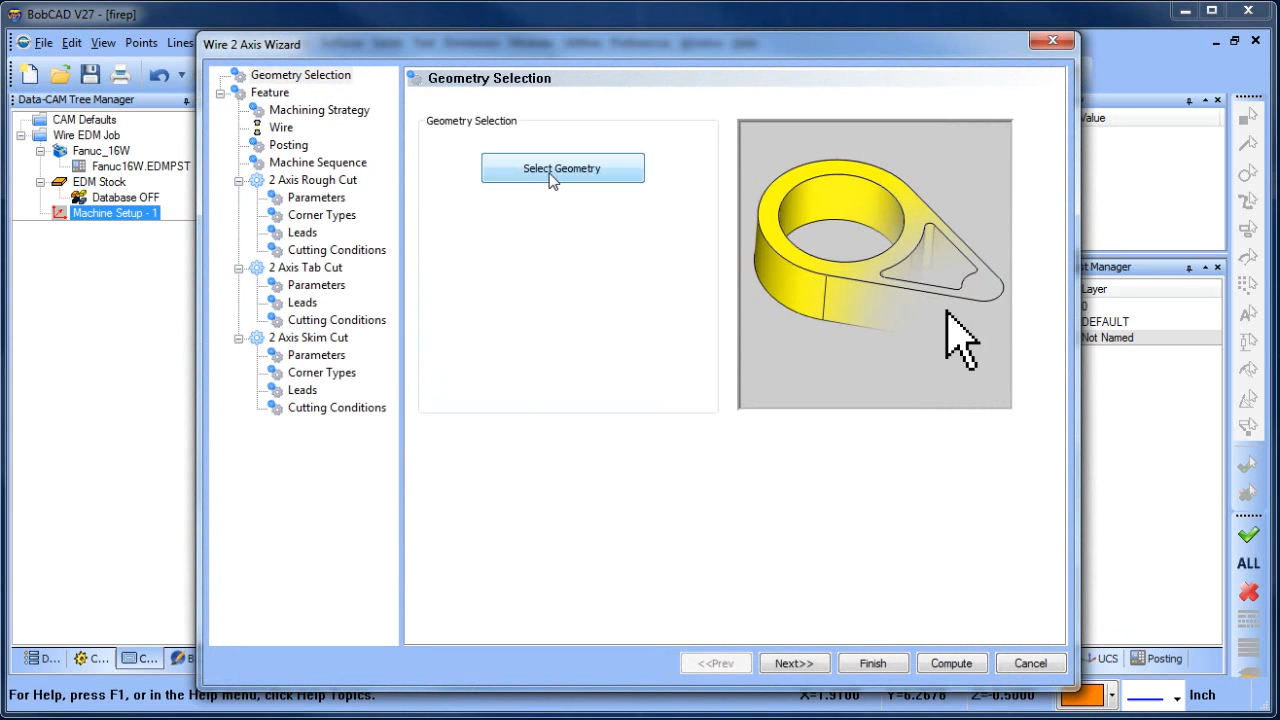 BobCAD V27 - [firep]
File Edit View Points Lines
Data-CAM Tree Manager
CAM Defaults
Wire EDM Job
Fanuc_16W
Fanuc16W.EDMPST
EDM Stock
Database OFF
Machine Setup - 1
Wire 2 Axis Wizard
Geometry Selection
Feature
Machining Strategy
Wire
Posting
Machine Sequence
2 Axis Rough Cut
Parameters
Corner Types
Leads
Cutting Conditions
2 Axis Tab Cut
Parameters
Leads
Cutting Conditions
2 Axis Skim Cut
Parameters
Corner Types
Leads
Cutting Conditions
Geometry Selection
Geometry Selection
Select Geometry
<<Prev
Next>>
Finish
Compute
Cancel
Value
st Manager
Layer
0
DEFAULT
Not Named
ALL
D...
C...
C...
B
UCS
Posting
For Help, press F1, or in the Help menu, click Help Topics.
X=1.9100 Y=6.2678 Z=-0.5000
Inch